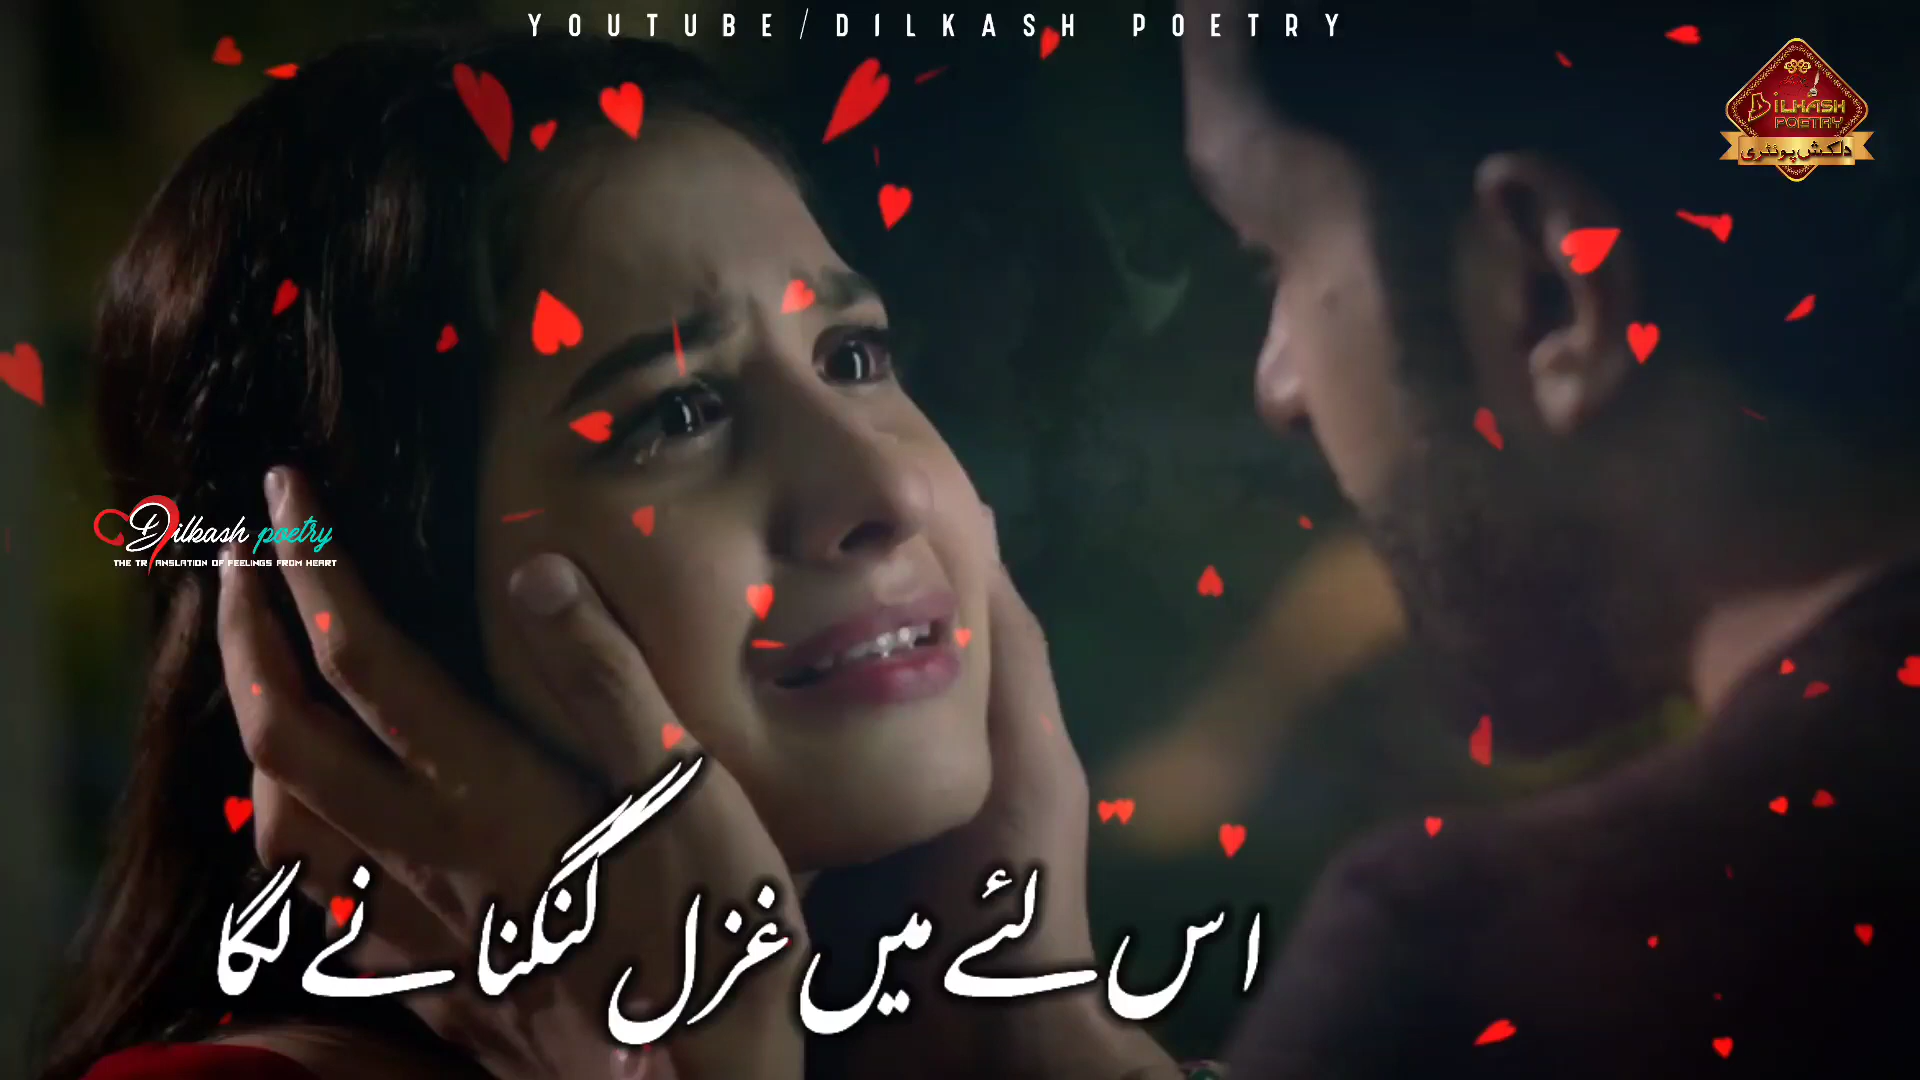 YOUTUBE/DILKASH POETRY
DILKASH
POETRY
دلکش پوئٹری
Dilkash poetry
THE TRANSLATION OF FEELINGS FROM HEART
اس لئے میں غزل گنگنانے لگا